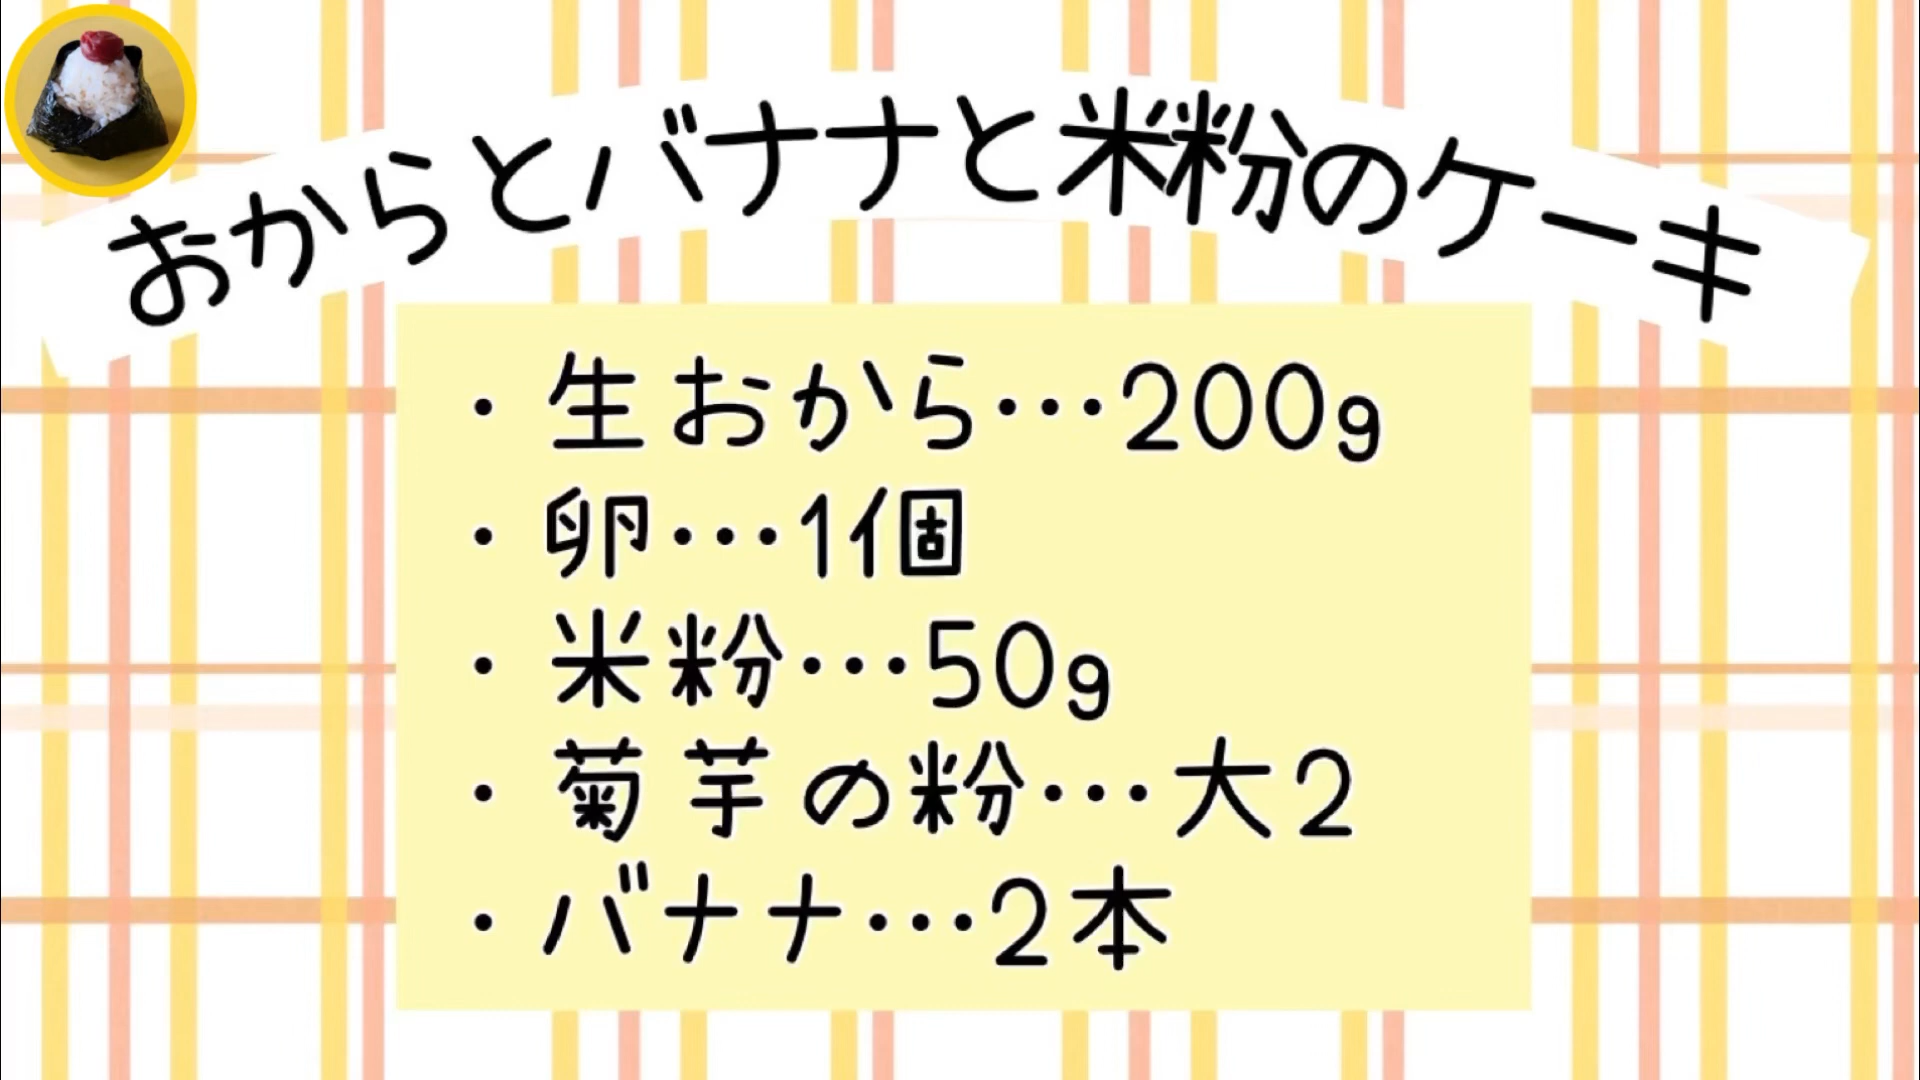 おからとバナナと米粉のケーキ
・生おから…200g
・卵…1個
・米粉…50g
・菊芋の粉…大2
・バナナ…2本